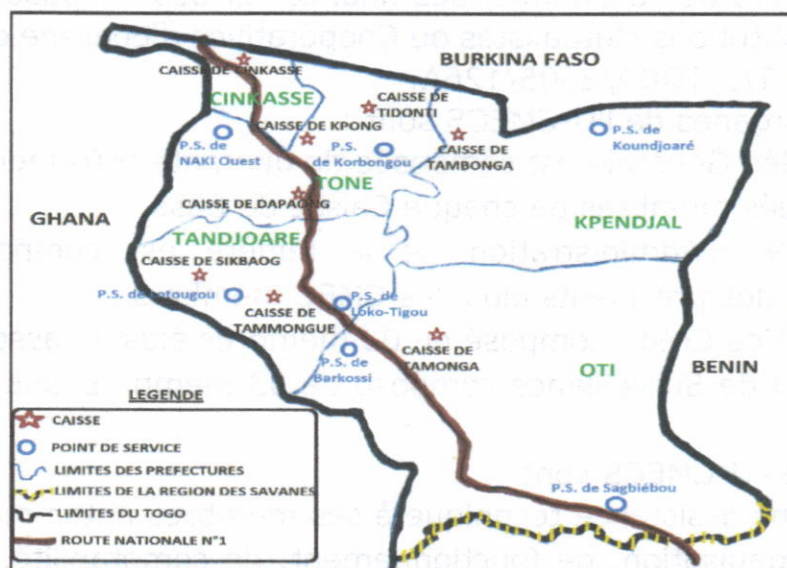 BURKINA FASO
CAISSE DE CINKASSE
CINKASSE
CAISSE DE
TIDONTI
CAISSE DE KPONG
P.S. de
NAKI Ouest
P.S.
de Korbongou
CAISSE DE
TAMBONGA
P.S. de
Koundjoaré
TONE
CAISSE DE DAPAONG
GHANA
TANDJOARE
KPENDJAL
CAISSE DE SIKBAOG
CAISSE DE
TAMMONGUE
P.S. de
Loko-Tigou
P.S. de
Barkossi
CAISSE DE
TAMONGA
OTI
BENIN
P.S. de Sagbiébou
LEGENDE
CAISSE
POINT DE SERVICE
LIMITES DES PREFECTURES
LIMITES DE LA REGION DES SAVANES
LIMITES DU TOGO
ROUTE NATIONALE N°1